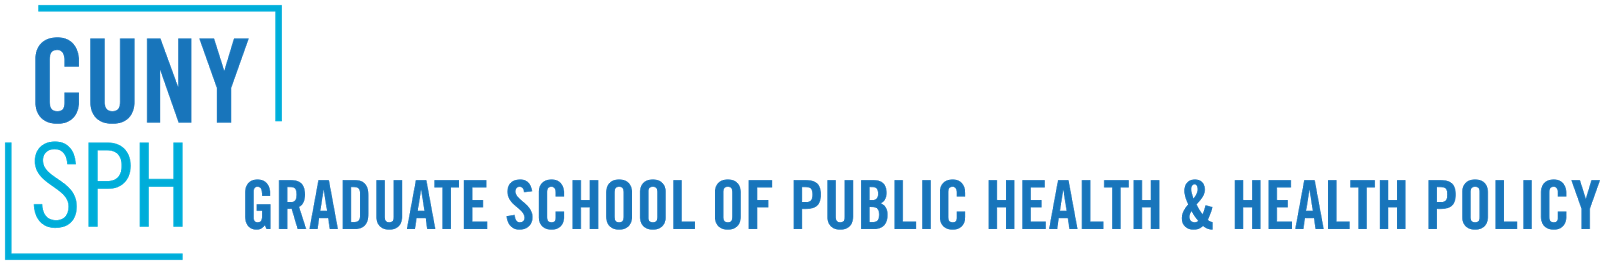 CUNY
SPH
GRADUATE SCHOOL OF PUBLIC HEALTH & HEALTH POLICY